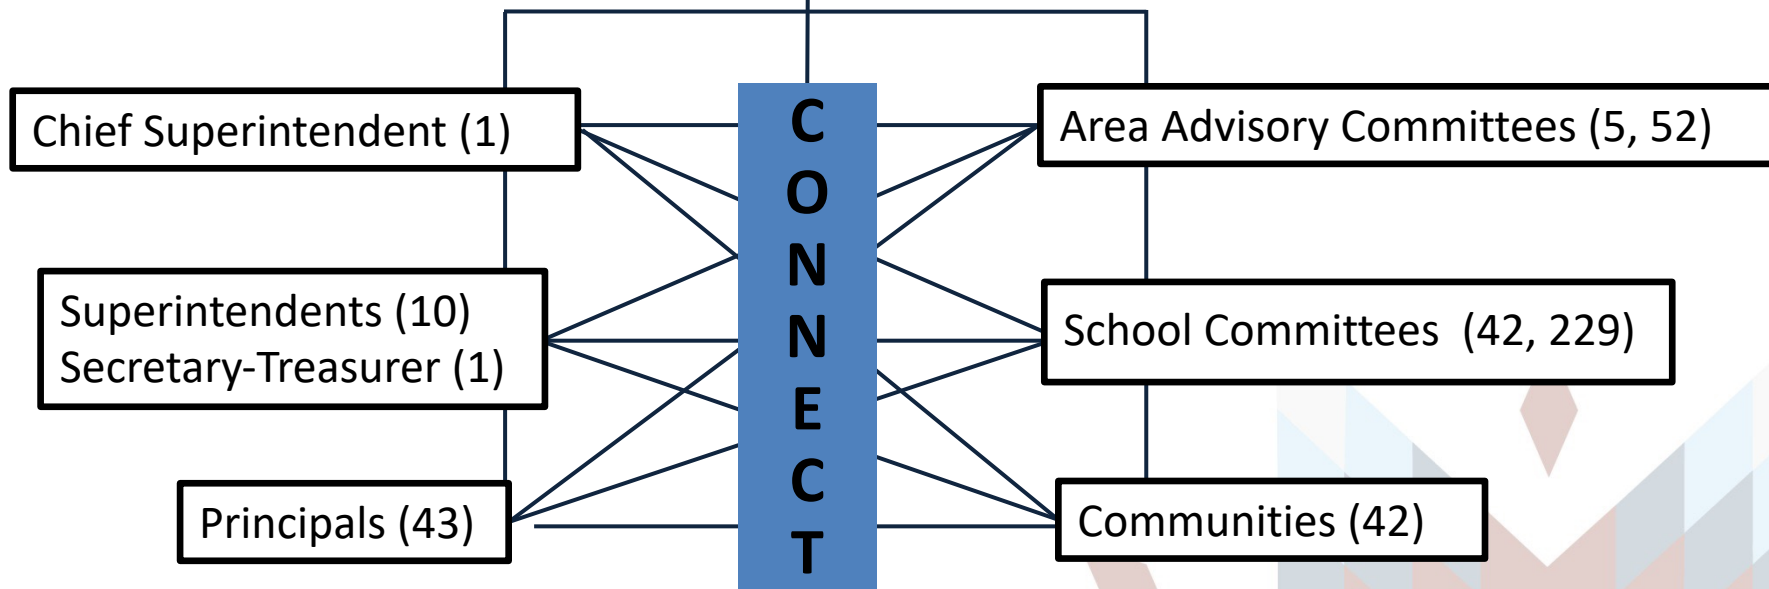 Chief Superintendent (1)
Superintendents (10)
Secretary-Treasurer (1)
Principals (43)
CONNECT
Area Advisory Committees (5, 52)
School Committees (42, 229)
Communities (42)